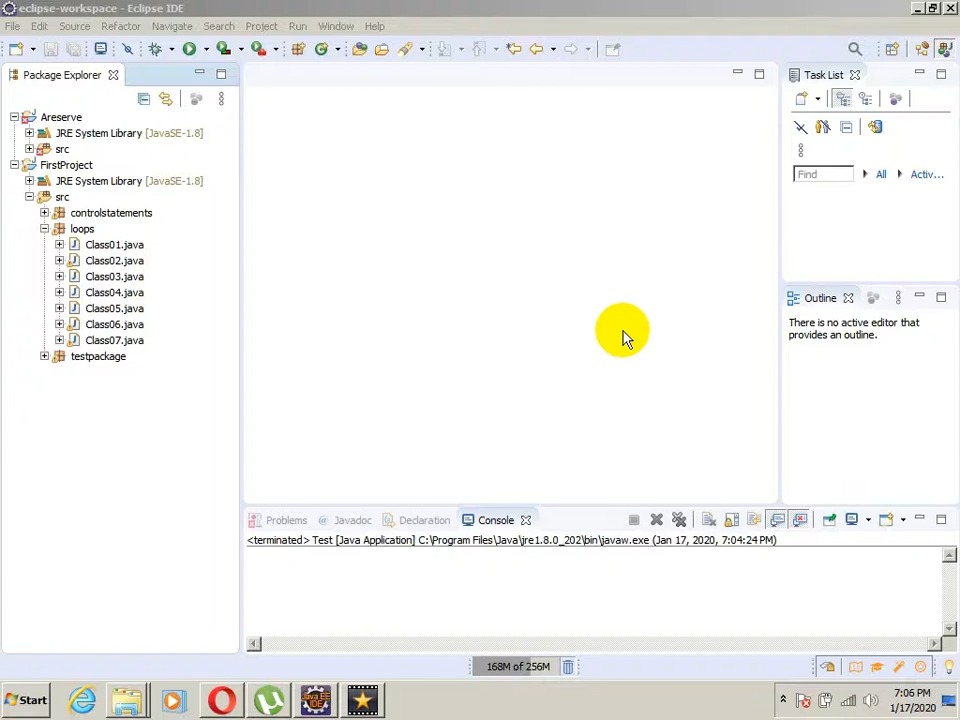 eclipse-workspace - Eclipse IDE
File Edit Source Refactor Navigate Search Project Run Window Help
Package Explorer
Areserve
JRE System Library [JavaSE-1.8]
src
FirstProject
JRE System Library [JavaSE-1.8]
src
controlstatements
loops
Class01.java
Class02.java
Class03.java
Class04.java
Class05.java
Class06.java
Class07.java
testpackage
Task List
Find All Activ...
Outline
There is no active editor that
provides an outline.
Problems Javadoc Declaration Console
<terminated> Test [Java Application] C:\Program Files\Java\jre1.8.0_202\bin\javaw.exe (Jan 17, 2020, 7:04:24 PM)
168M of 256M
Start
Java EE
IDE
7:06 PM
1/17/2020